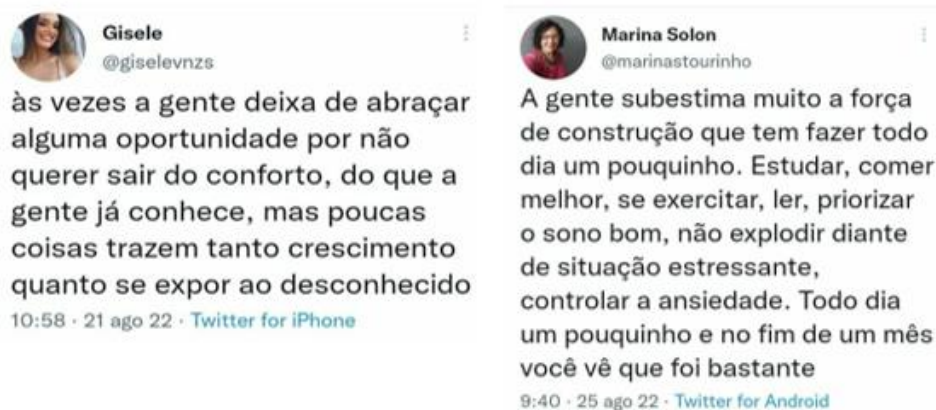 Gisele
@giselevnzs
às vezes a gente deixa de abraçar
alguma oportunidade por não
querer sair do conforto, do que a
gente já conhece, mas poucas
coisas trazem tanto crescimento
quanto se expor ao desconhecido
10:58 · 21 ago 22 · Twitter for iPhone
Marina Solon
@marinastourinho
A gente subestima muito a força
de construção que tem fazer todo
dia um pouquinho. Estudar, comer
melhor, se exercitar, ler, priorizar
o sono bom, não explodir diante
de situação estressante,
controlar a ansiedade. Todo dia
um pouquinho e no fim de um mês
você vê que foi bastante
9:40 · 25 ago 22 · Twitter for Android